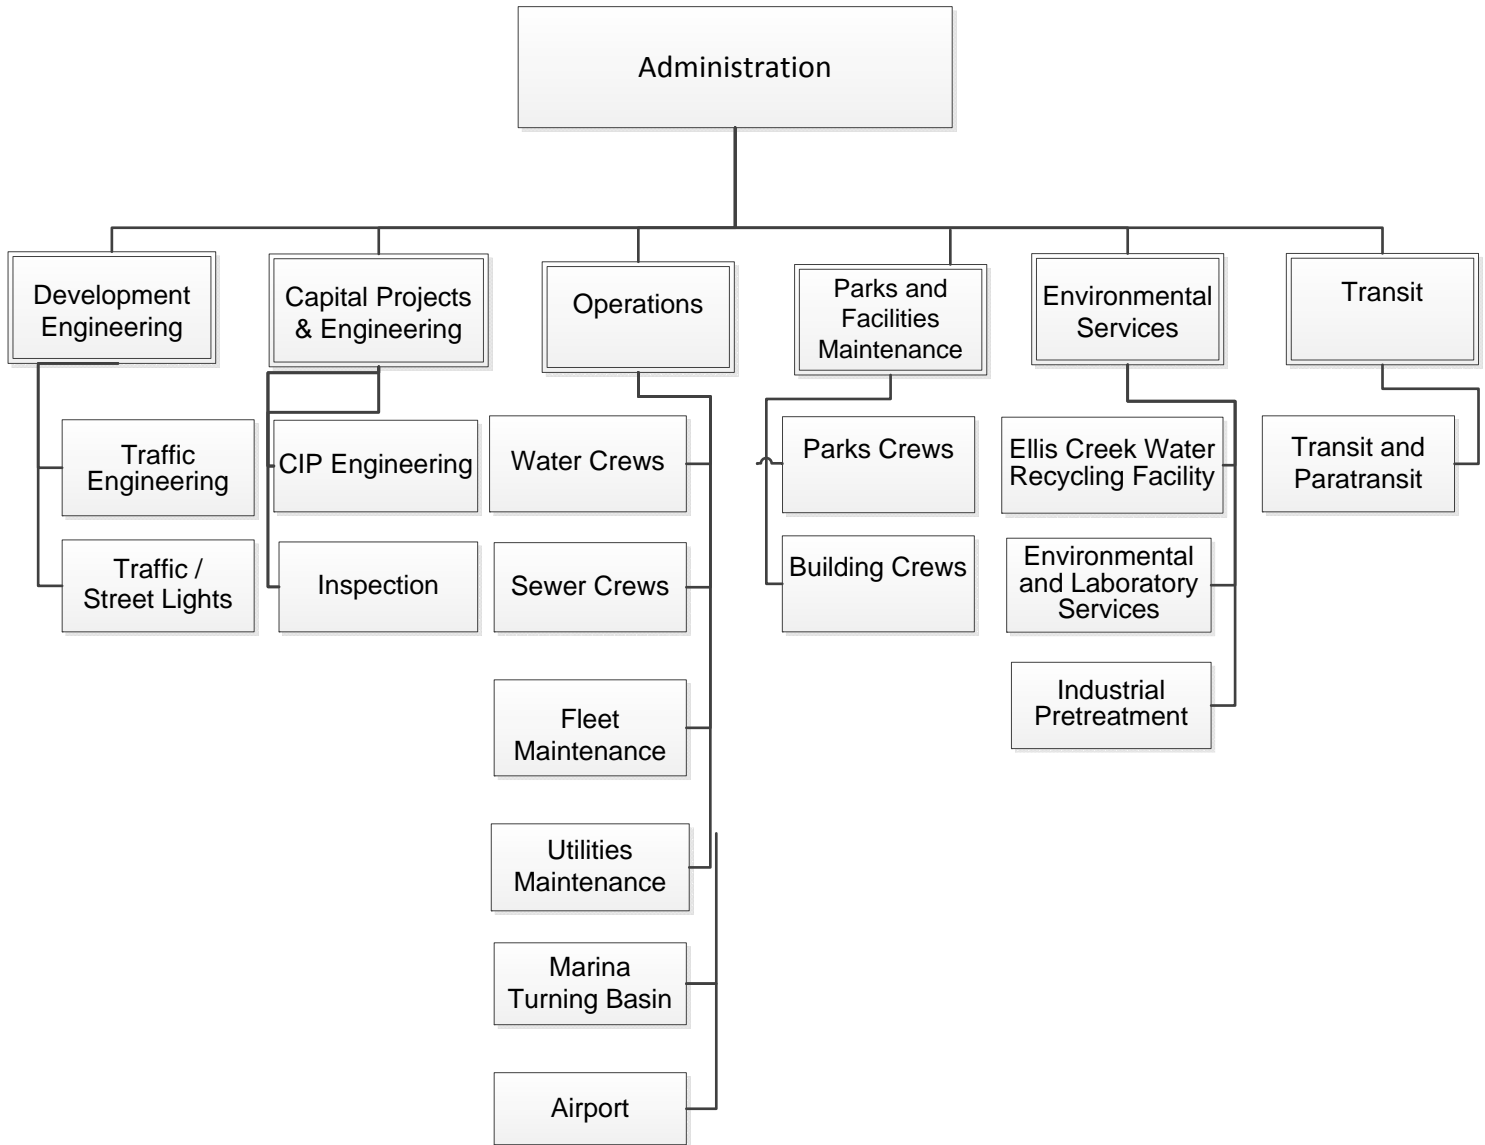 Administration
Development
Engineering
Capital Projects
& Engineering
Operations
Parks and
Facilities
Maintenance
Environmental
Services
Transit
Traffic
Engineering
CIP Engineering
Water Crews
Parks Crews
Ellis Creek Water
Recycling Facility
Transit and
Paratransit
Traffic /
Street Lights
Inspection
Sewer Crews
Building Crews
Environmental
and Laboratory
Services
Fleet
Maintenance
Industrial
Pretreatment
Utilities
Maintenance
Marina
Turning Basin
Airport